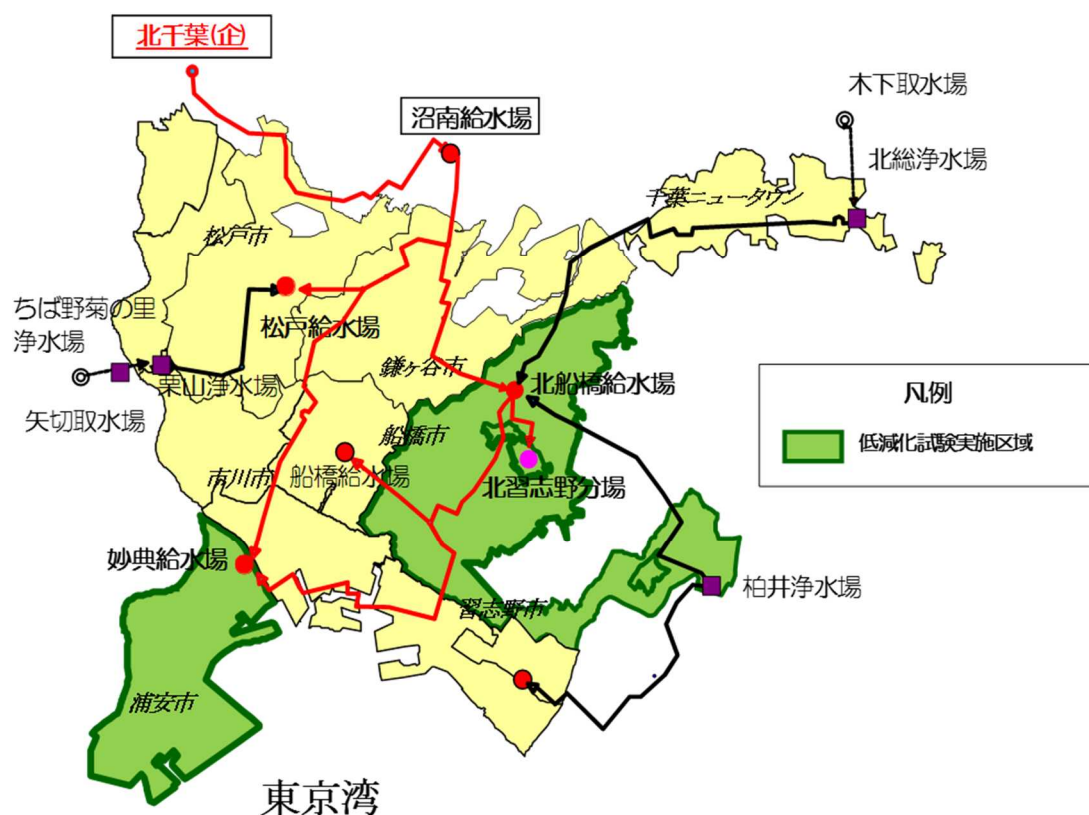 北千葉(企)
沼南給水場
木下取水場
北総浄水場
千葉ニュータウン
松戸市
ちば野菊の里
浄水場
松戸給水場
栗山浄水場
矢切取水場
鎌ヶ谷市
北船橋給水場
凡例
低減化試験実施区域
船橋市
市川市
船橋給水場
北習志野分場
妙典給水場
柏井浄水場
習志野市
浦安市
東京湾